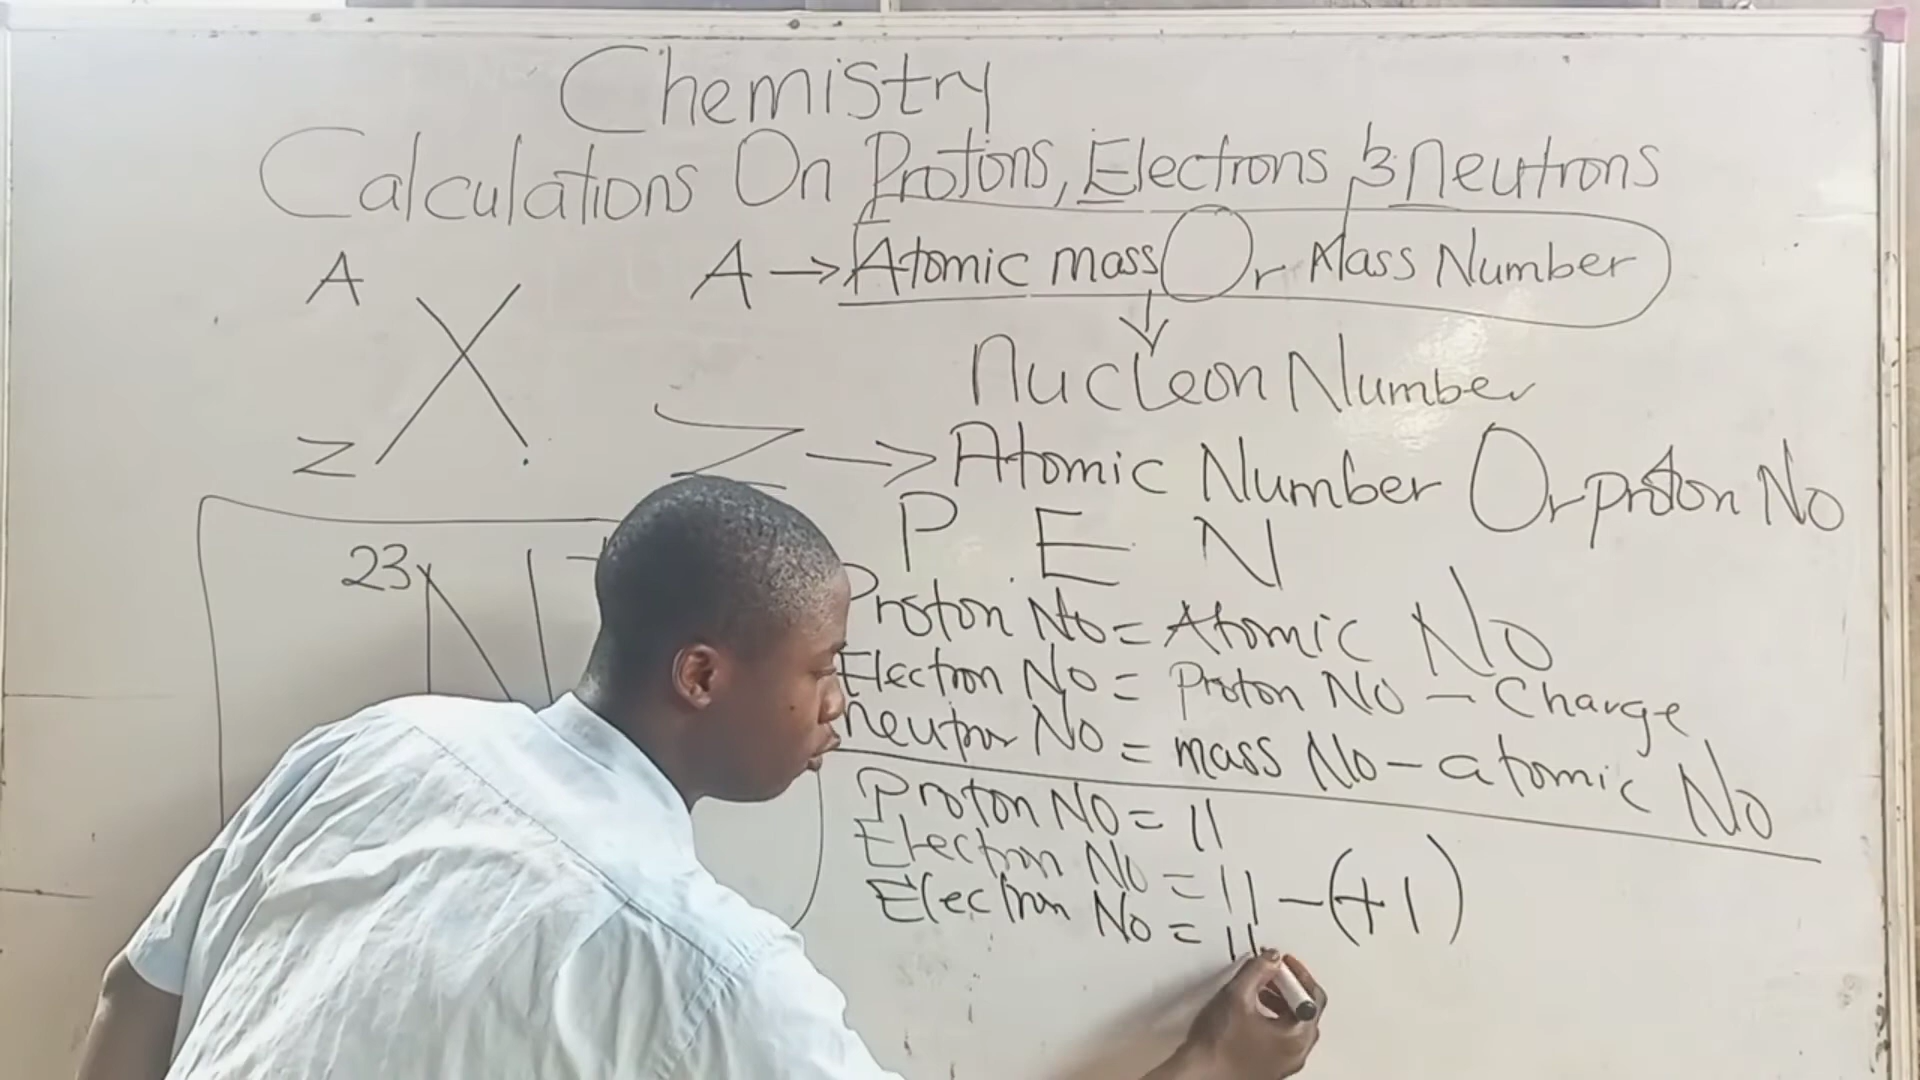 Chemistry
Calculations On Protons, Electrons & Neutrons
A
X
Z
A → Atomic mass Or Mass Number
Nucleon Number
Z → Atomic Number Or proton No
P E N
23
N
Proton No = Atomic No
Electron No = Proton No - Charge
Neutron No = mass No - atomic No
Proton No = 11
Electron No = 11 - (+1)
Electron No = 11